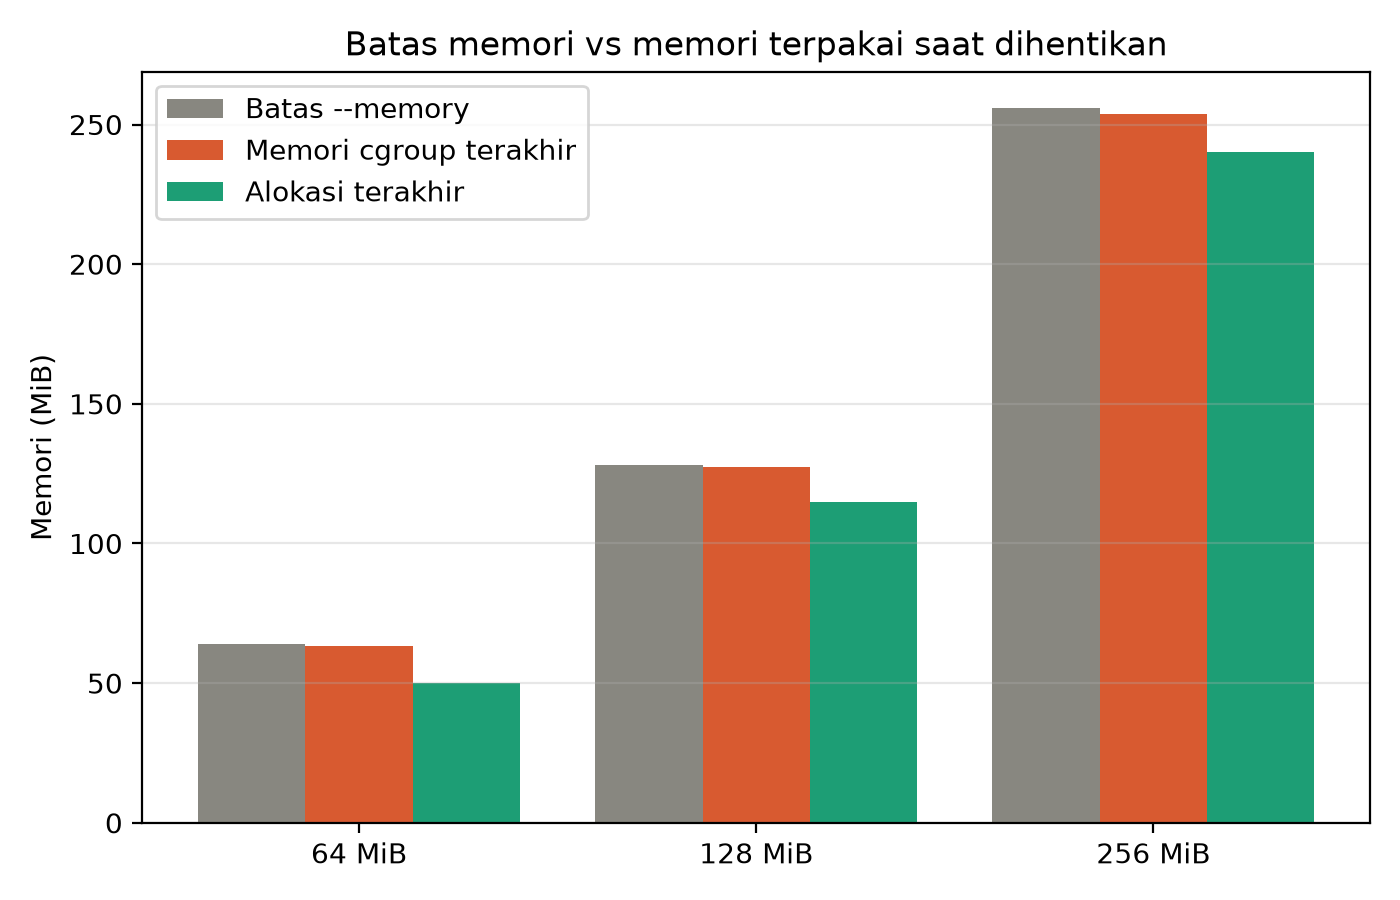 Batas memori vs memori terpakai saat dihentikan
Batas --memory
Memori cgroup terakhir
Alokasi terakhir
Memori (MiB)
250
200
150
100
50
0
64 MiB
128 MiB
256 MiB